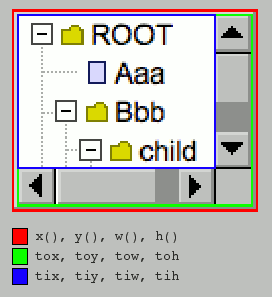 ROOT
Aaa
Bbb
child
x(), y(), w(), h()
tox, toy, tow, toh
tix, tiy, tiw, tih